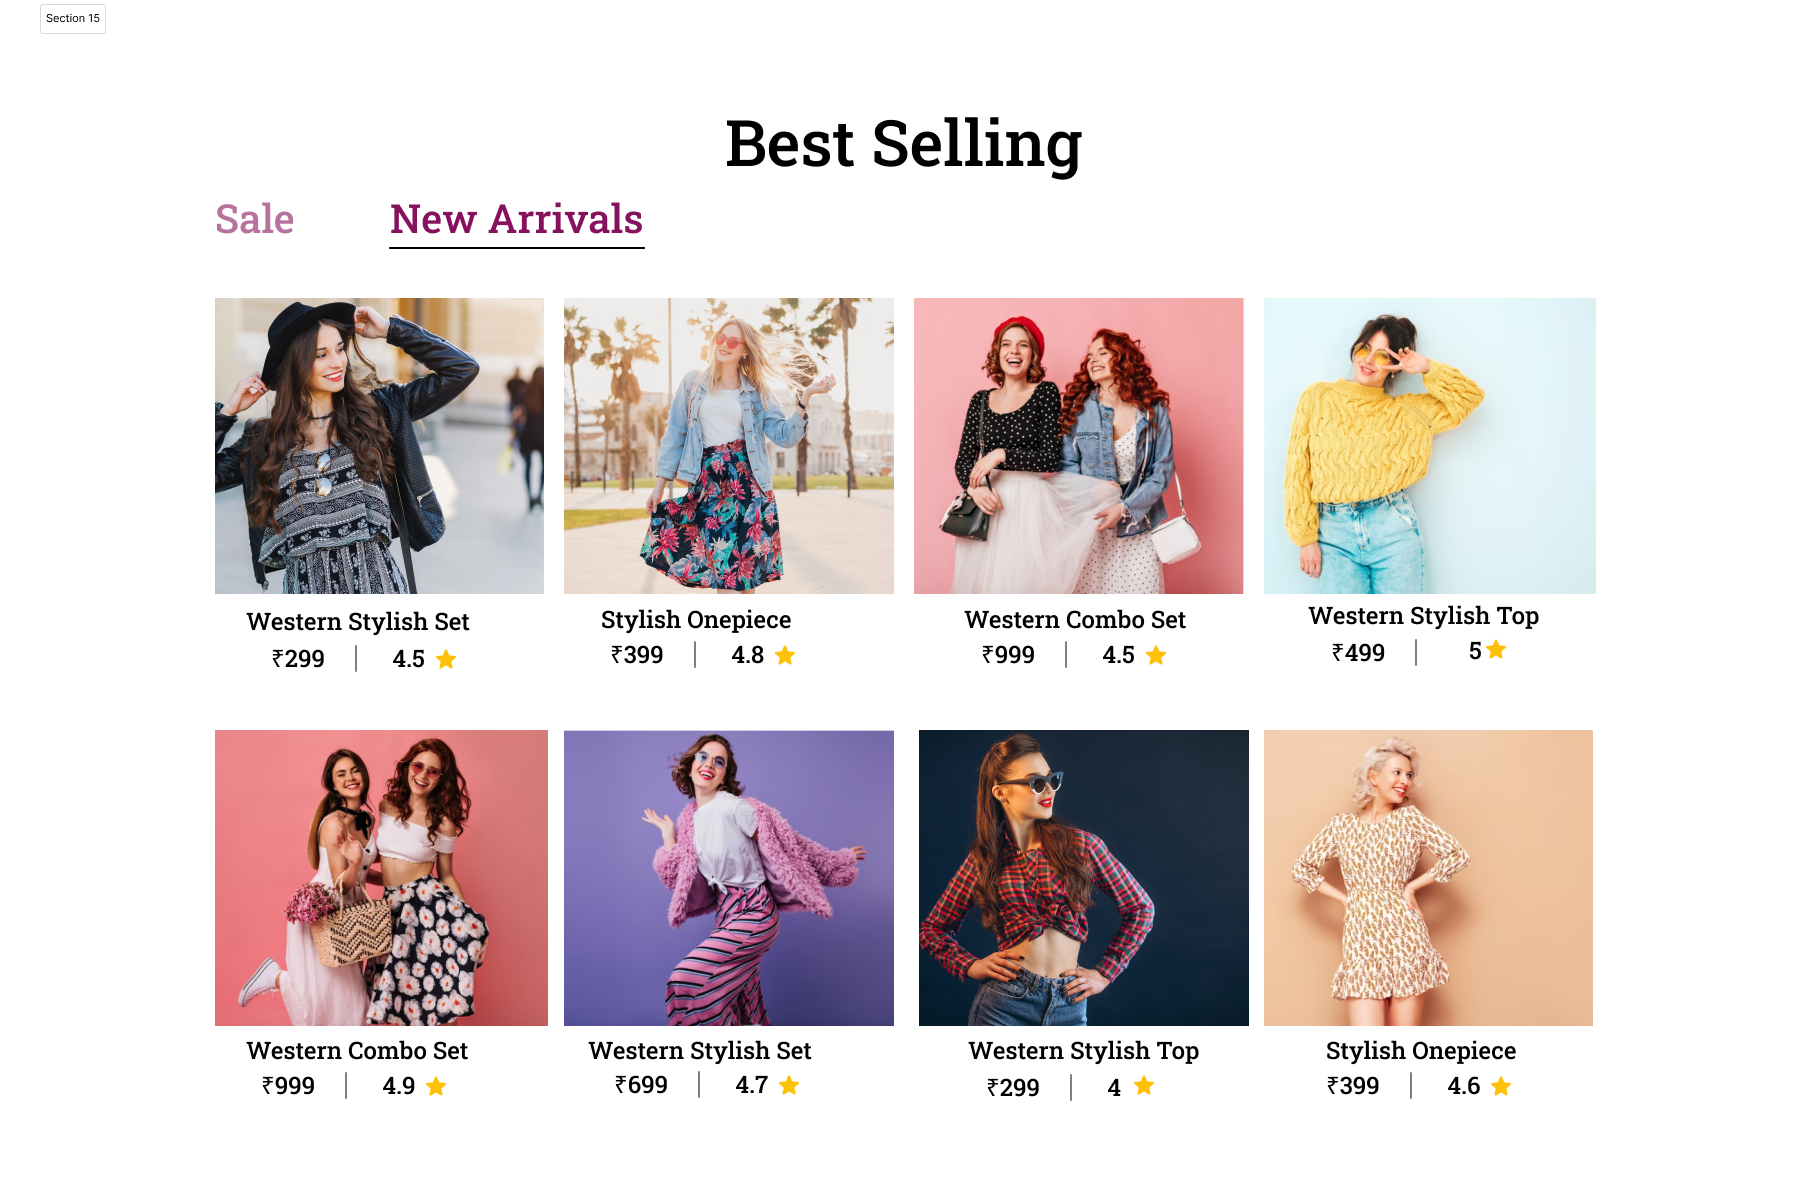 Section 15
Best Selling
Sale
New Arrivals
Western Stylish Set
₹299 | 4.5
Stylish Onepiece
₹399 | 4.8
Western Combo Set
₹999 | 4.5
Western Stylish Top
₹499 | 5
Western Combo Set
₹999 | 4.9
Western Stylish Set
₹699 | 4.7
Western Stylish Top
₹299 | 4
Stylish Onepiece
₹399 | 4.6